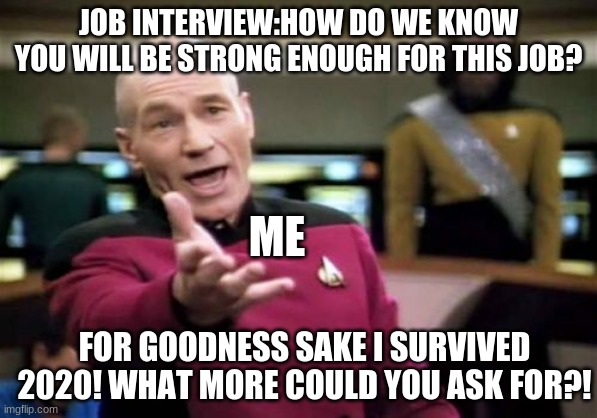 JOB INTERVIEW:HOW DO WE KNOW
YOU WILL BE STRONG ENOUGH FOR THIS JOB?
ME
FOR GOODNESS SAKE I SURVIVED
2020! WHAT MORE COULD YOU ASK FOR?!
imgflip.com